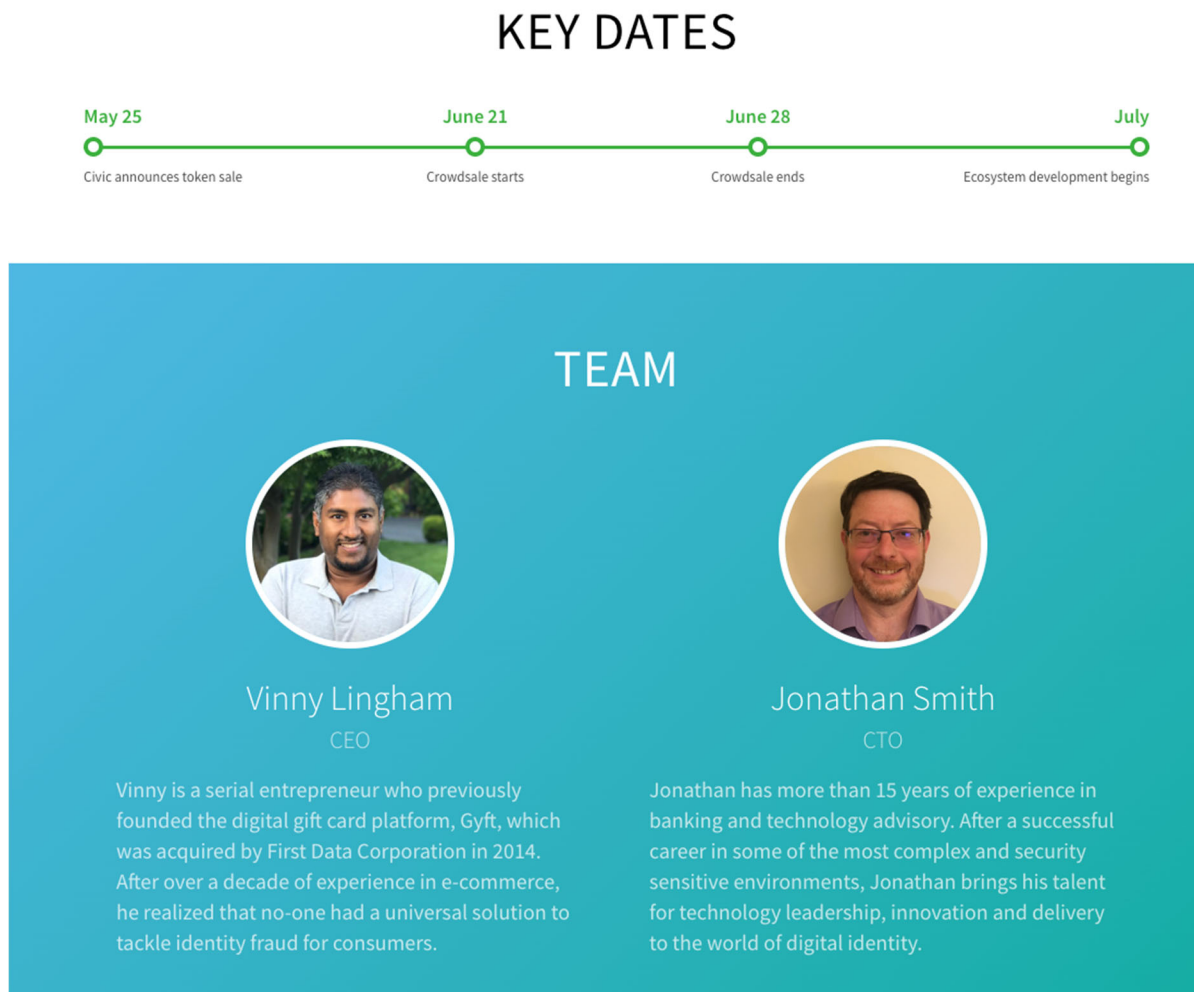 KEY DATES
May 25 June 21 June 28 July
Civic announces token sale Crowdsale starts Crowdsale ends Ecosystem development begins
TEAM
Vinny Lingham
CEO
Vinny is a serial entrepreneur who previously
founded the digital gift card platform, Gyft, which
was acquired by First Data Corporation in 2014.
After over a decade of experience in e-commerce,
he realized that no-one had a universal solution to
tackle identity fraud for consumers.
Jonathan Smith
CTO
Jonathan has more than 15 years of experience in
banking and technology advisory. After a successful
career in some of the most complex and security
sensitive environments, Jonathan brings his talent
for technology leadership, innovation and delivery
to the world of digital identity.